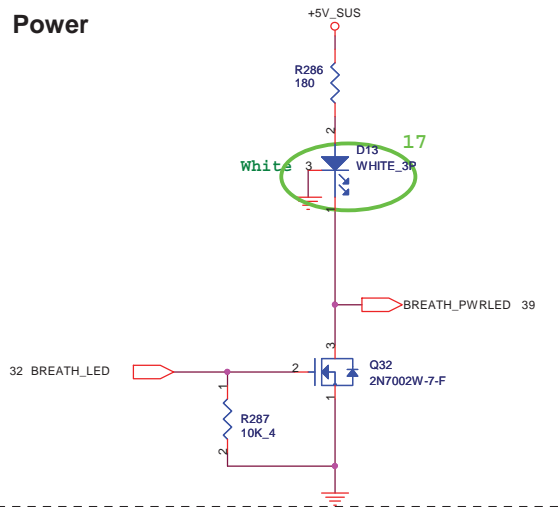 Power
+5V_SUS
R286
180
2
17
D13
White 3 WHITE_3P
1
BREATH_PWRLED 39
3
32 BREATH_LED
2
Q32
2N7002W-7-F
1
1
R287
10K_4
2